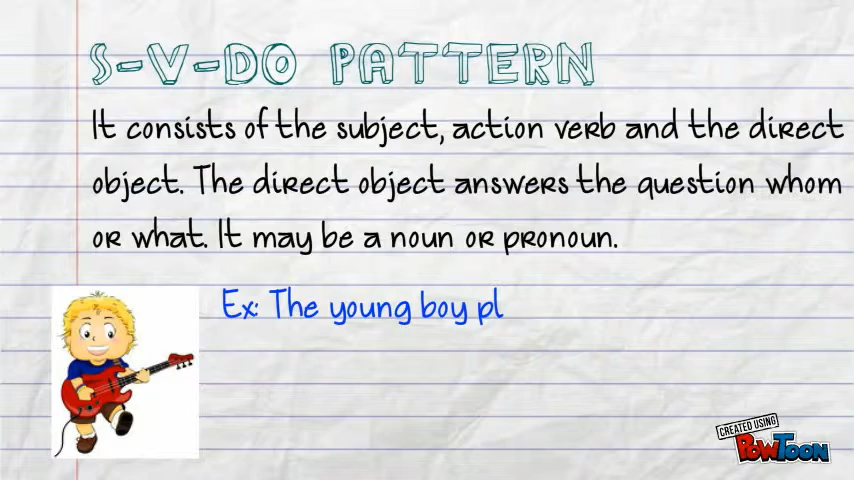 S-V-DO PATTERN
It consists of the subject, action verb and the direct
object. The direct object answers the question whom
or what. It may be a noun or pronoun.
Ex: The young boy pl
CREATED USING
POWTOON